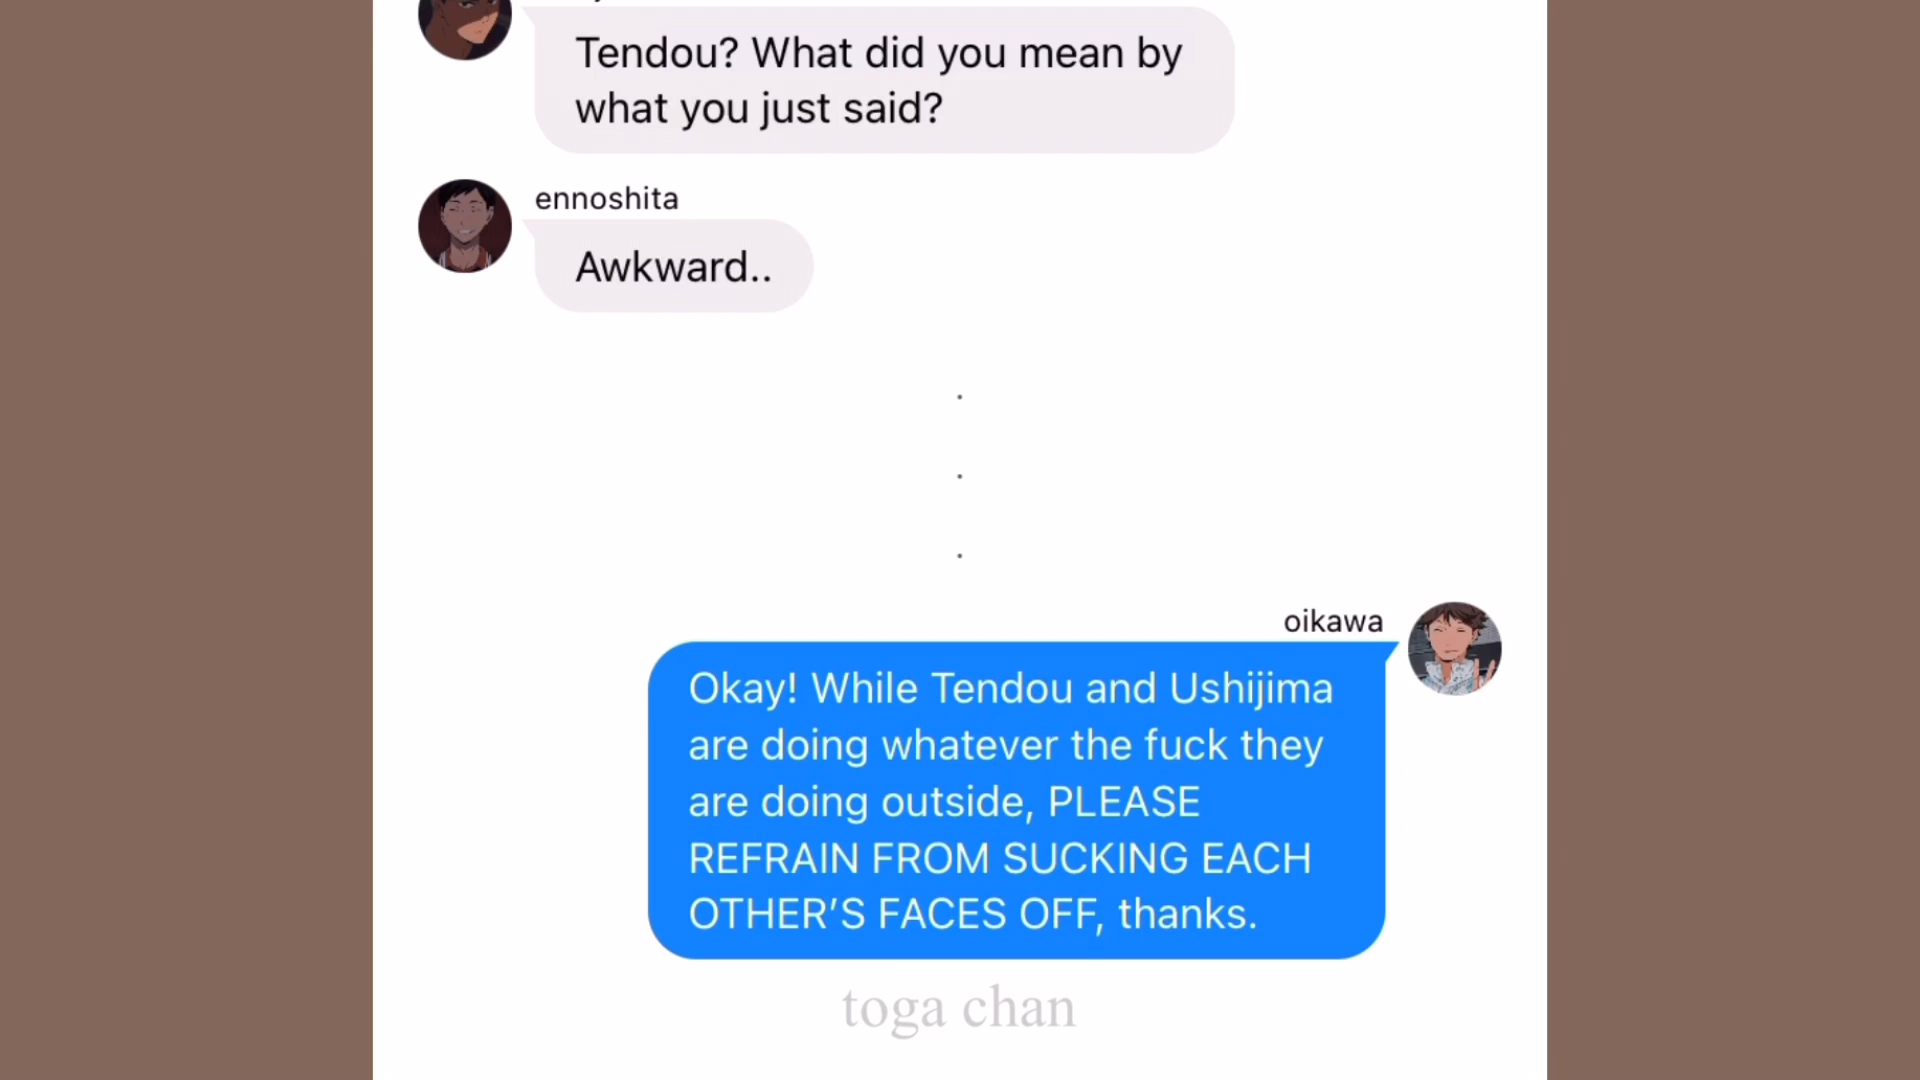 Tendou? What did you mean by
what you just said?
ennoshita
Awkward..
.
.
.
oikawa
Okay! While Tendou and Ushijima
are doing whatever the fuck they
are doing outside, PLEASE
REFRAIN FROM SUCKING EACH
OTHER’S FACES OFF, thanks.
toga chan